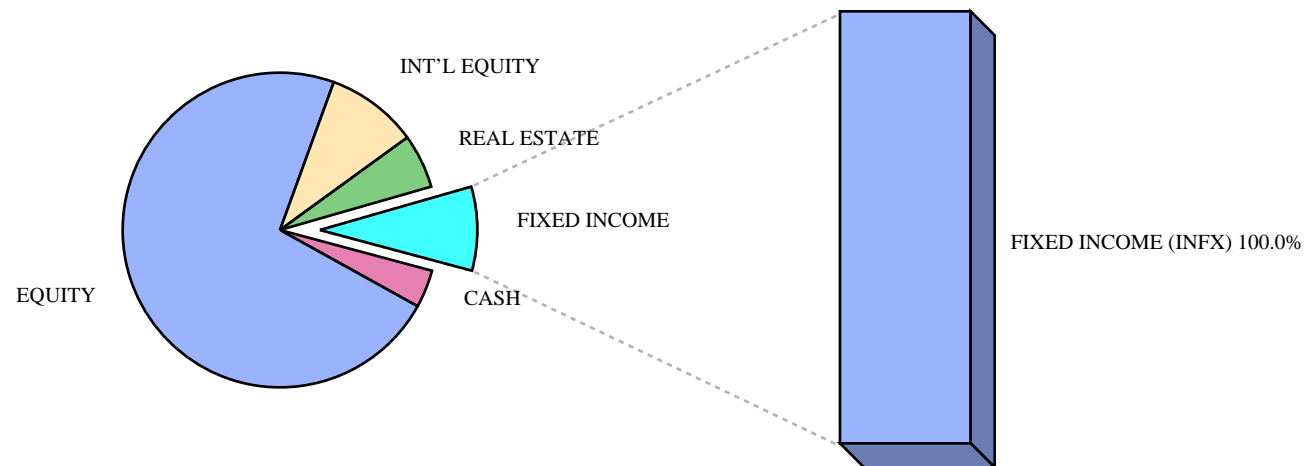 INT'L EQUITY
REAL ESTATE
FIXED INCOME
FIXED INCOME (INFX) 100.0%
EQUITY
CASH